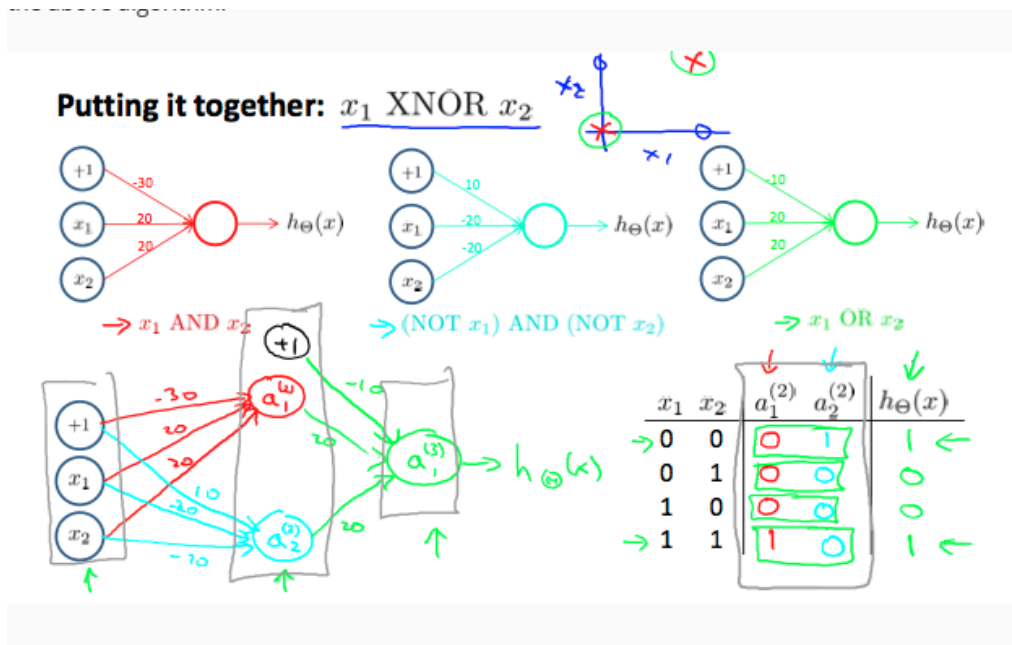 the above algorithm.
Putting it together: x₁ XNOR x₂
x₂
x₁
+1
-30
x₁
20
hΘ(x)
20
x₂
→ x₁ AND x₂
+1
10
x₁
-20
hΘ(x)
-20
x₂
→ (NOT x₁) AND (NOT x₂)
+1
-10
x₁
20
hΘ(x)
20
x₂
→ x₁ OR x₂
+1
-10
+1
-30
a₁⁽²⁾
20
20
20
x₁
a₁⁽³⁾
→ hΘ(x)
10
-20
x₂
a₂⁽²⁾
20
-20
x₁ x₂ a₁⁽²⁾ a₂⁽²⁾ hΘ(x)
→ 0 0 0 1 1 ←
0 1 0 0 0
1 0 0 0 0
→ 1 1 1 0 1 ←